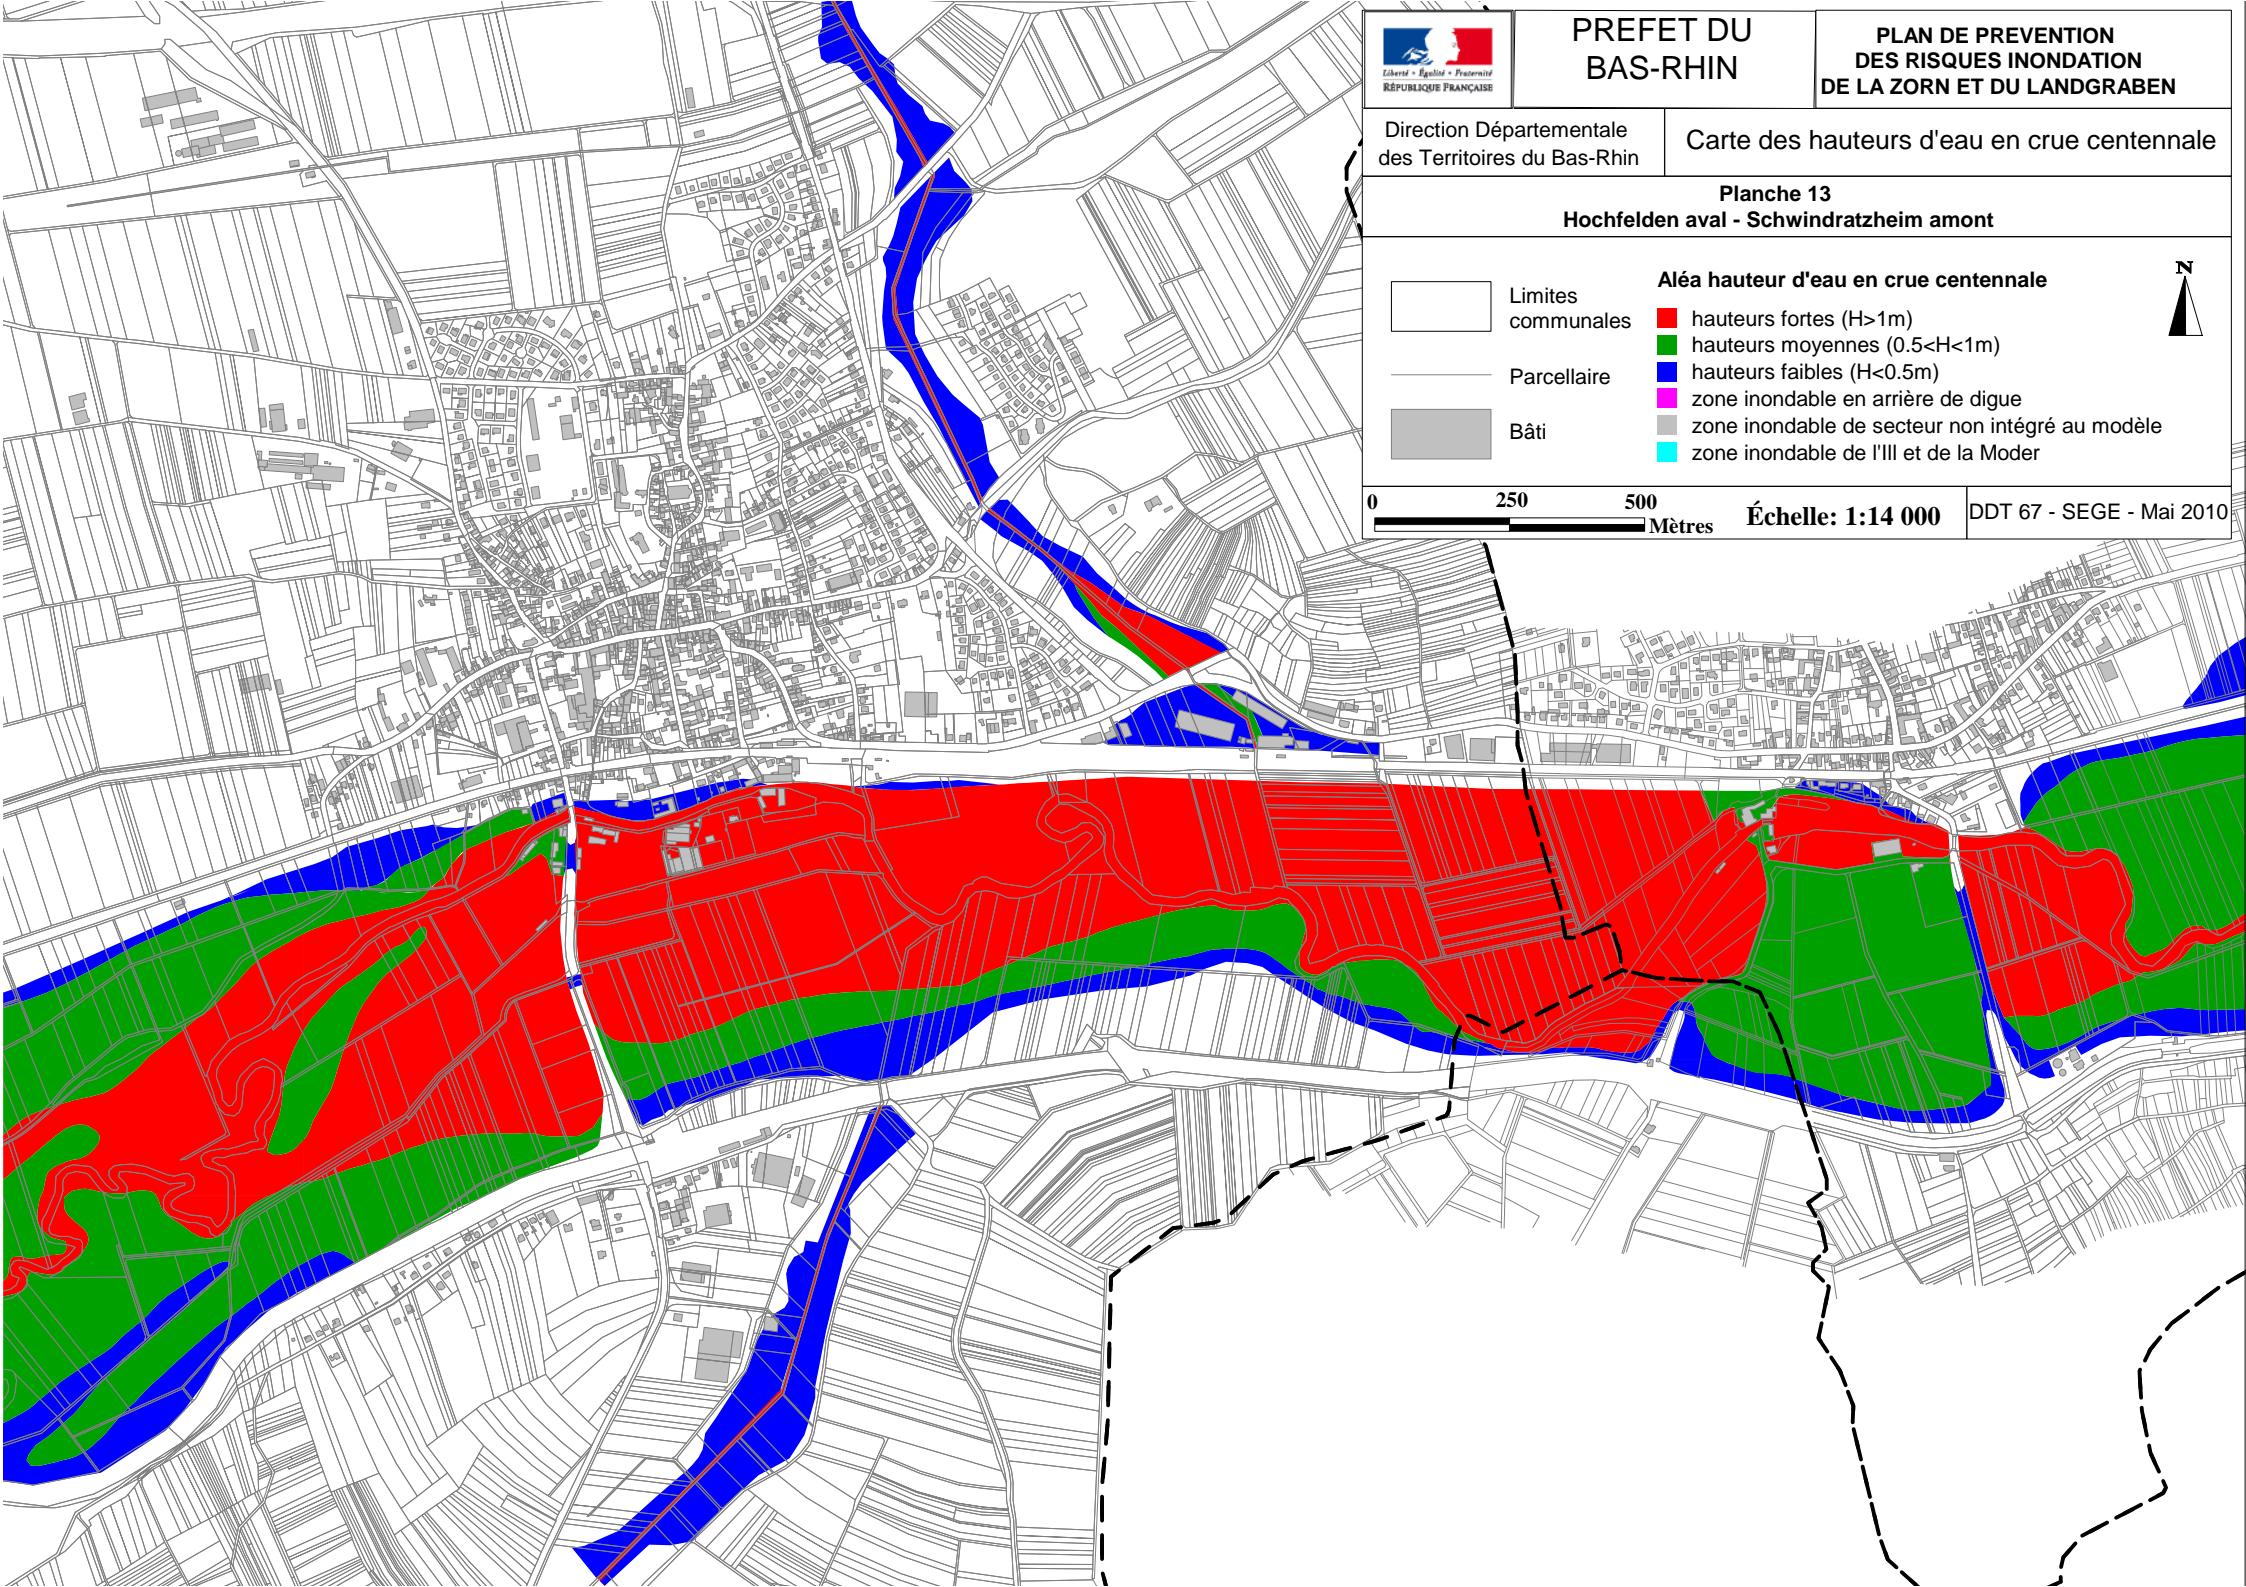 Liberté • Égalité • Fraternité
RÉPUBLIQUE FRANÇAISE
PREFET DU
BAS-RHIN
PLAN DE PREVENTION
DES RISQUES INONDATION
DE LA ZORN ET DU LANDGRABEN
Direction Départementale
des Territoires du Bas-Rhin
Carte des hauteurs d'eau en crue centennale
Planche 13
Hochfelden aval - Schwindratzheim amont
Limites
communales
Parcellaire
Bâti
Aléa hauteur d'eau en crue centennale
hauteurs fortes (H>1m)
hauteurs moyennes (0.5<H<1m)
hauteurs faibles (H<0.5m)
zone inondable en arrière de digue
zone inondable de secteur non intégré au modèle
zone inondable de l'Ill et de la Moder
N
0 250 500
Mètres
Échelle: 1:14 000
DDT 67 - SEGE - Mai 2010